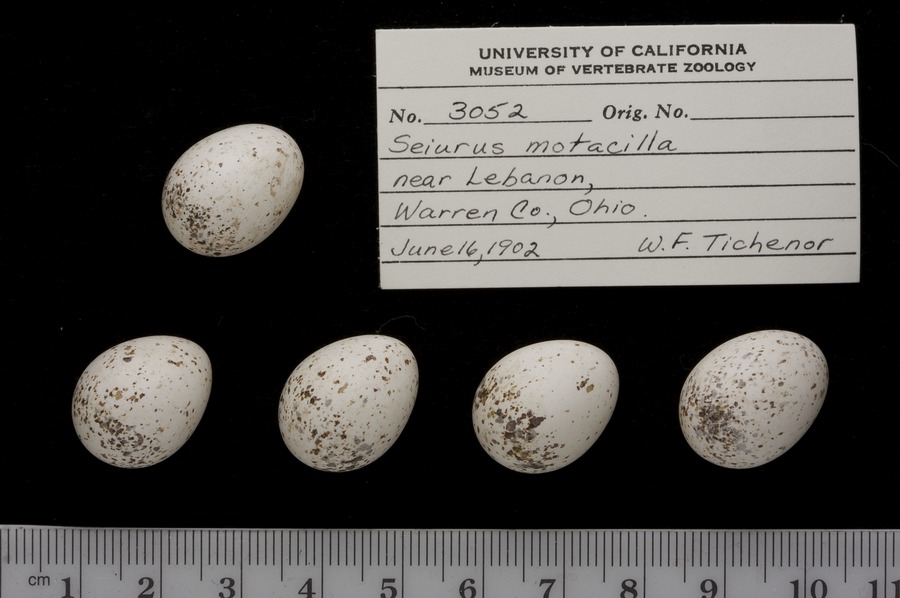 UNIVERSITY OF CALIFORNIA
MUSEUM OF VERTEBRATE ZOOLOGY
No. 3052 Orig. No.
Seiurus motacilla
near Lebanon,
Warren Co., Ohio.
June 16, 1902 W.F. Tichenor
cm 1 2 3 4 5 6 7 8 9 10 11